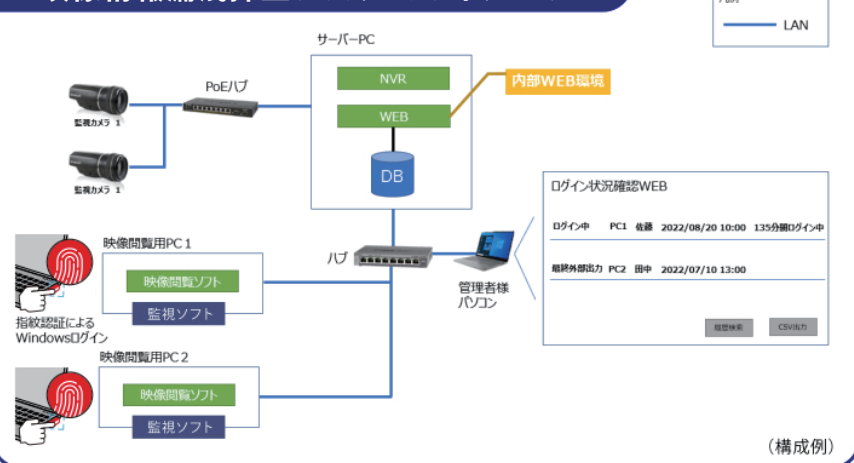 LAN
サーバーPC
PoEハブ
NVR
内部WEB環境
WEB
監視カメラ 1
DB
監視カメラ 1
ログイン状況確認WEB
ログイン中 PC1 佐藤 2022/08/20 10:00 135分間ログイン中
映像閲覧用PC1
ハブ
映像閲覧ソフト
最終外部出力 PC2 田中 2022/07/10 13:00
管理者様
パソコン
監視ソフト
指紋認証による
Windowsログイン
履歴検索 CSV出力
映像閲覧用PC2
映像閲覧ソフト
監視ソフト
(構成例)